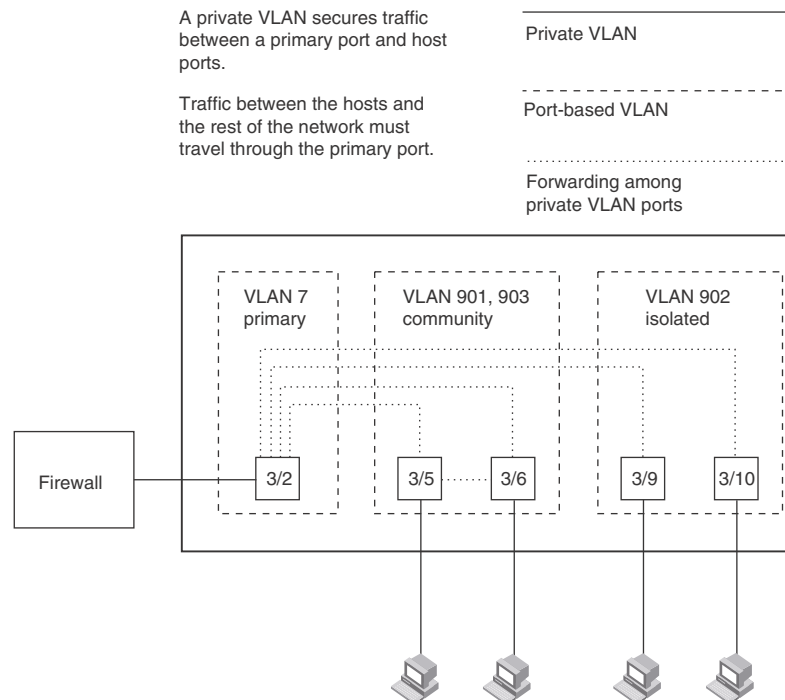 A private VLAN secures traffic
between a primary port and host
ports.
Traffic between the hosts and
the rest of the network must
travel through the primary port.
Private VLAN
Port-based VLAN
Forwarding among
private VLAN ports
VLAN 7
primary
VLAN 901, 903
community
VLAN 902
isolated
Firewall
3/2
3/5
3/6
3/9
3/10